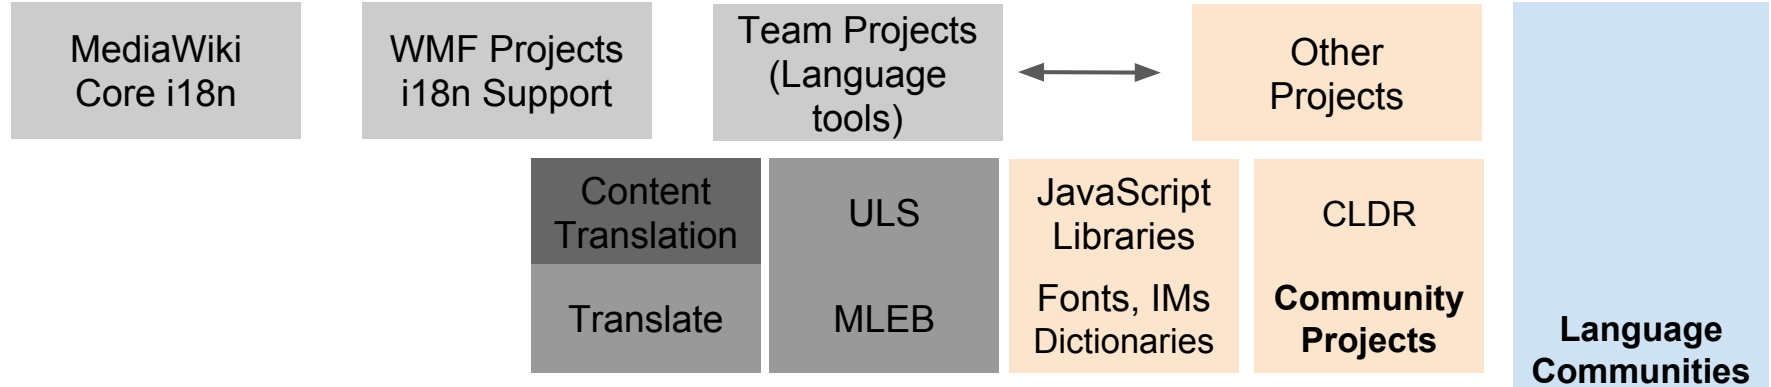 MediaWiki
Core i18n
WMF Projects
i18n Support
Team Projects
(Language
tools)
Other
Projects
Content
Translation
ULS
JavaScript
Libraries
CLDR
Translate
MLEB
Fonts, IMs
Dictionaries
Community
Projects
Language
Communities